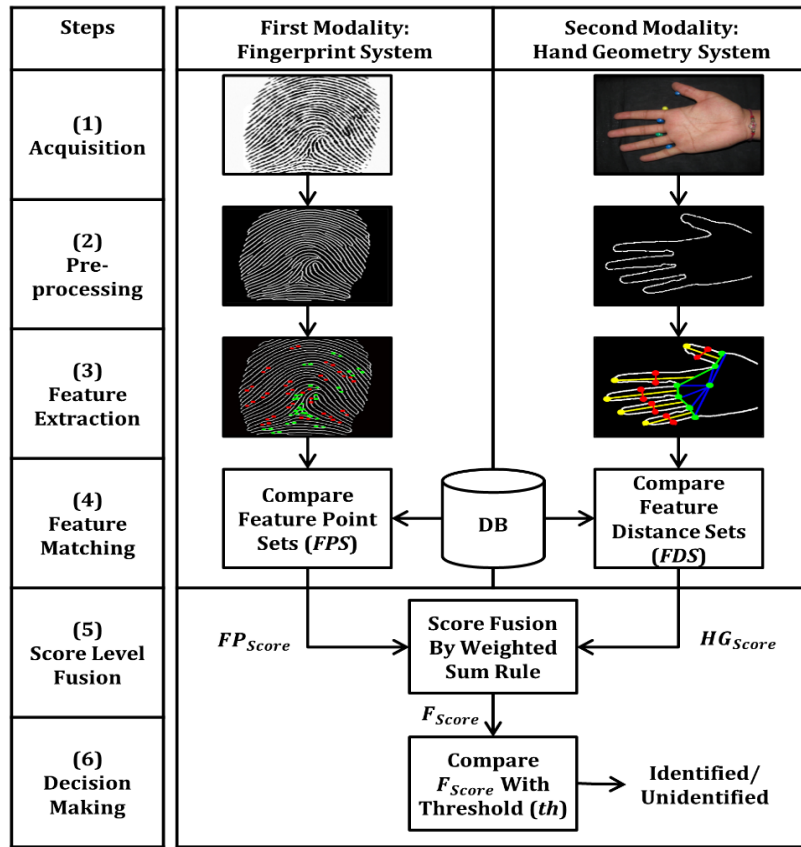 Steps
First Modality:
Fingerprint System
Second Modality:
Hand Geometry System
(1)
Acquisition
(2)
Pre-
processing
(3)
Feature
Extraction
(4)
Feature
Matching
Compare
Feature Point
Sets (FPS)
DB
Compare
Feature
Distance Sets
(FDS)
(5)
Score Level
Fusion
FP_Score
Score Fusion
By Weighted
Sum Rule
HG_Score
F_Score
(6)
Decision
Making
Compare
F_Score With
Threshold (th)
Identified/
Unidentified